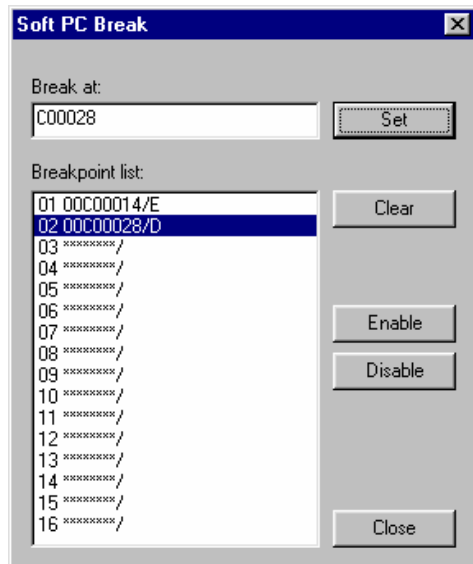 Soft PC Break
Break at:
C00028
Set
Breakpoint list:
01 00C00014/E
02 00C00028/D
03 ********/
04 ********/
05 ********/
06 ********/
07 ********/
08 ********/
09 ********/
10 ********/
11 ********/
12 ********/
13 ********/
14 ********/
15 ********/
16 ********/
Clear
Enable
Disable
Close